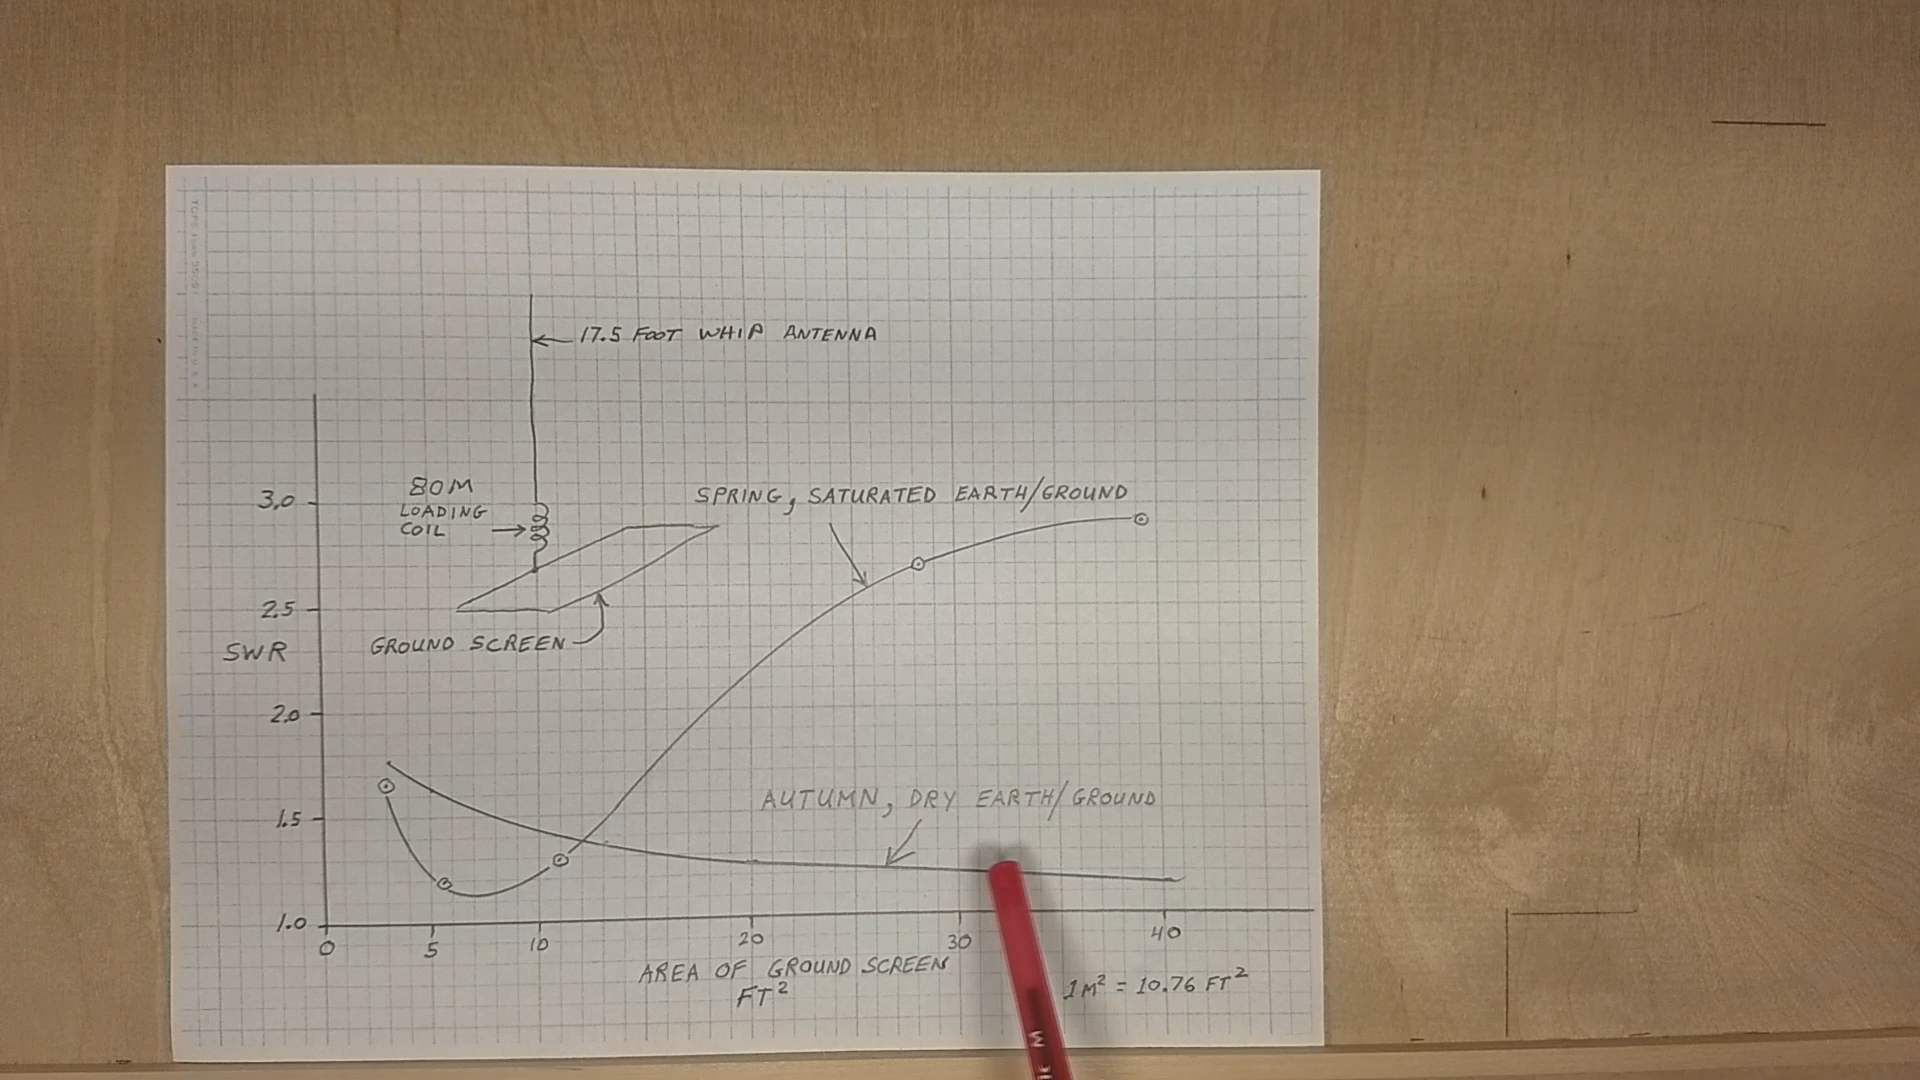 17.5 FOOT WHIP ANTENNA
80M
LOADING
COIL
SPRING, SATURATED EARTH/GROUND
GROUND SCREEN
SWR
3.0
2.5
2.0
1.5
1.0
AUTUMN, DRY EARTH/GROUND
0 5 10 20 30 40
AREA OF GROUND SCREEN
FT²
1M² = 10.76 FT²